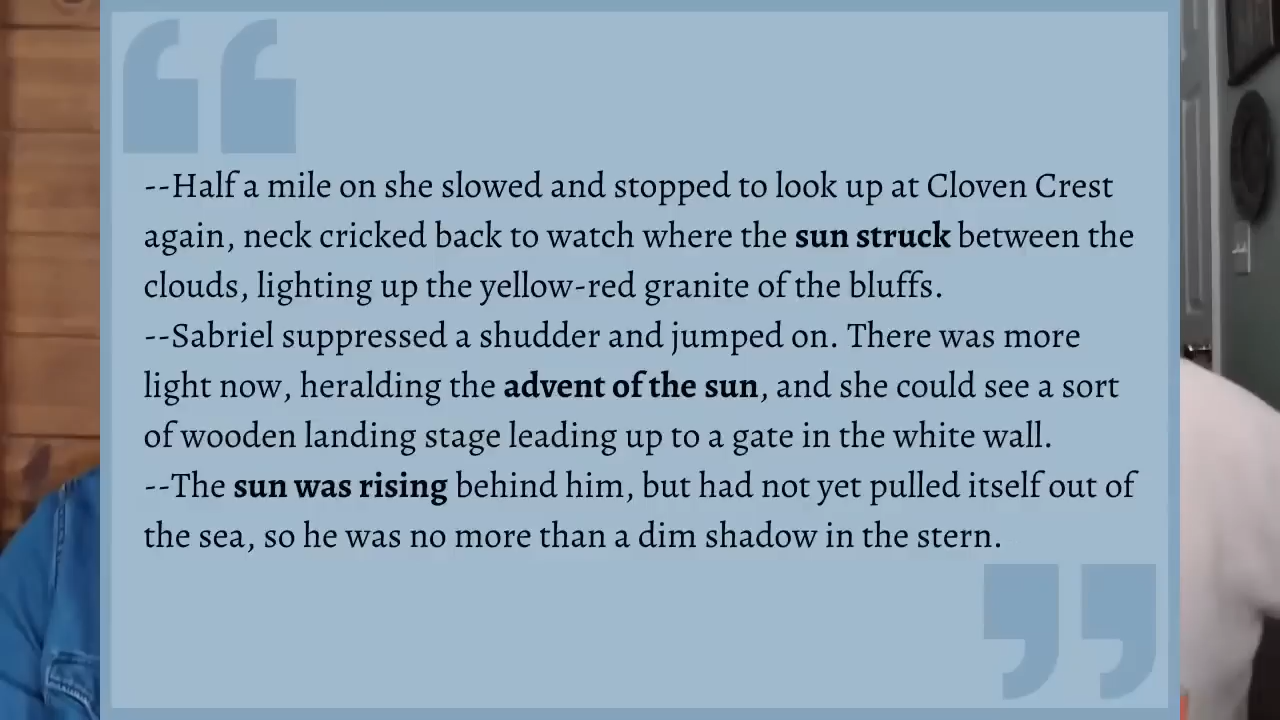 --Half a mile on she slowed and stopped to look up at Cloven Crest
again, neck cricked back to watch where the sun struck between the
clouds, lighting up the yellow-red granite of the bluffs.
--Sabriel suppressed a shudder and jumped on. There was more
light now, heralding the advent of the sun, and she could see a sort
of wooden landing stage leading up to a gate in the white wall.
--The sun was rising behind him, but had not yet pulled itself out of
the sea, so he was no more than a dim shadow in the stern.